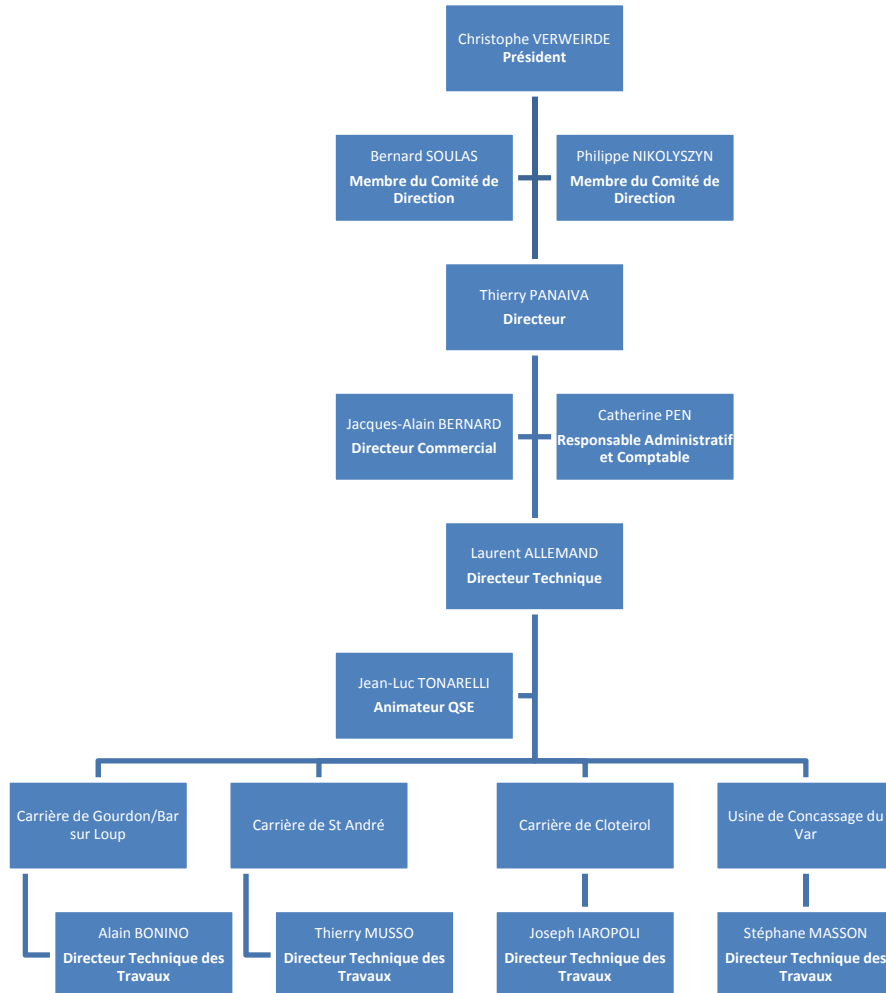 Christophe VERWEIRDE
Président
Bernard SOULAS
Membre du Comité de
Direction
Philippe NIKOLYSZYN
Membre du Comité de
Direction
Thierry PANAIVA
Directeur
Jacques-Alain BERNARD
Directeur Commercial
Catherine PEN
Responsable Administratif
et Comptable
Laurent ALLEMAND
Directeur Technique
Jean-Luc TONARELLI
Animateur QSE
Carrière de Gourdon/Bar
sur Loup
Carrière de St André
Carrière de Cloteirol
Usine de Concassage du
Var
Alain BONINO
Directeur Technique des
Travaux
Thierry MUSSO
Directeur Technique des
Travaux
Joseph IAROPOLI
Directeur Technique des
Travaux
Stéphane MASSON
Directeur Technique des
Travaux